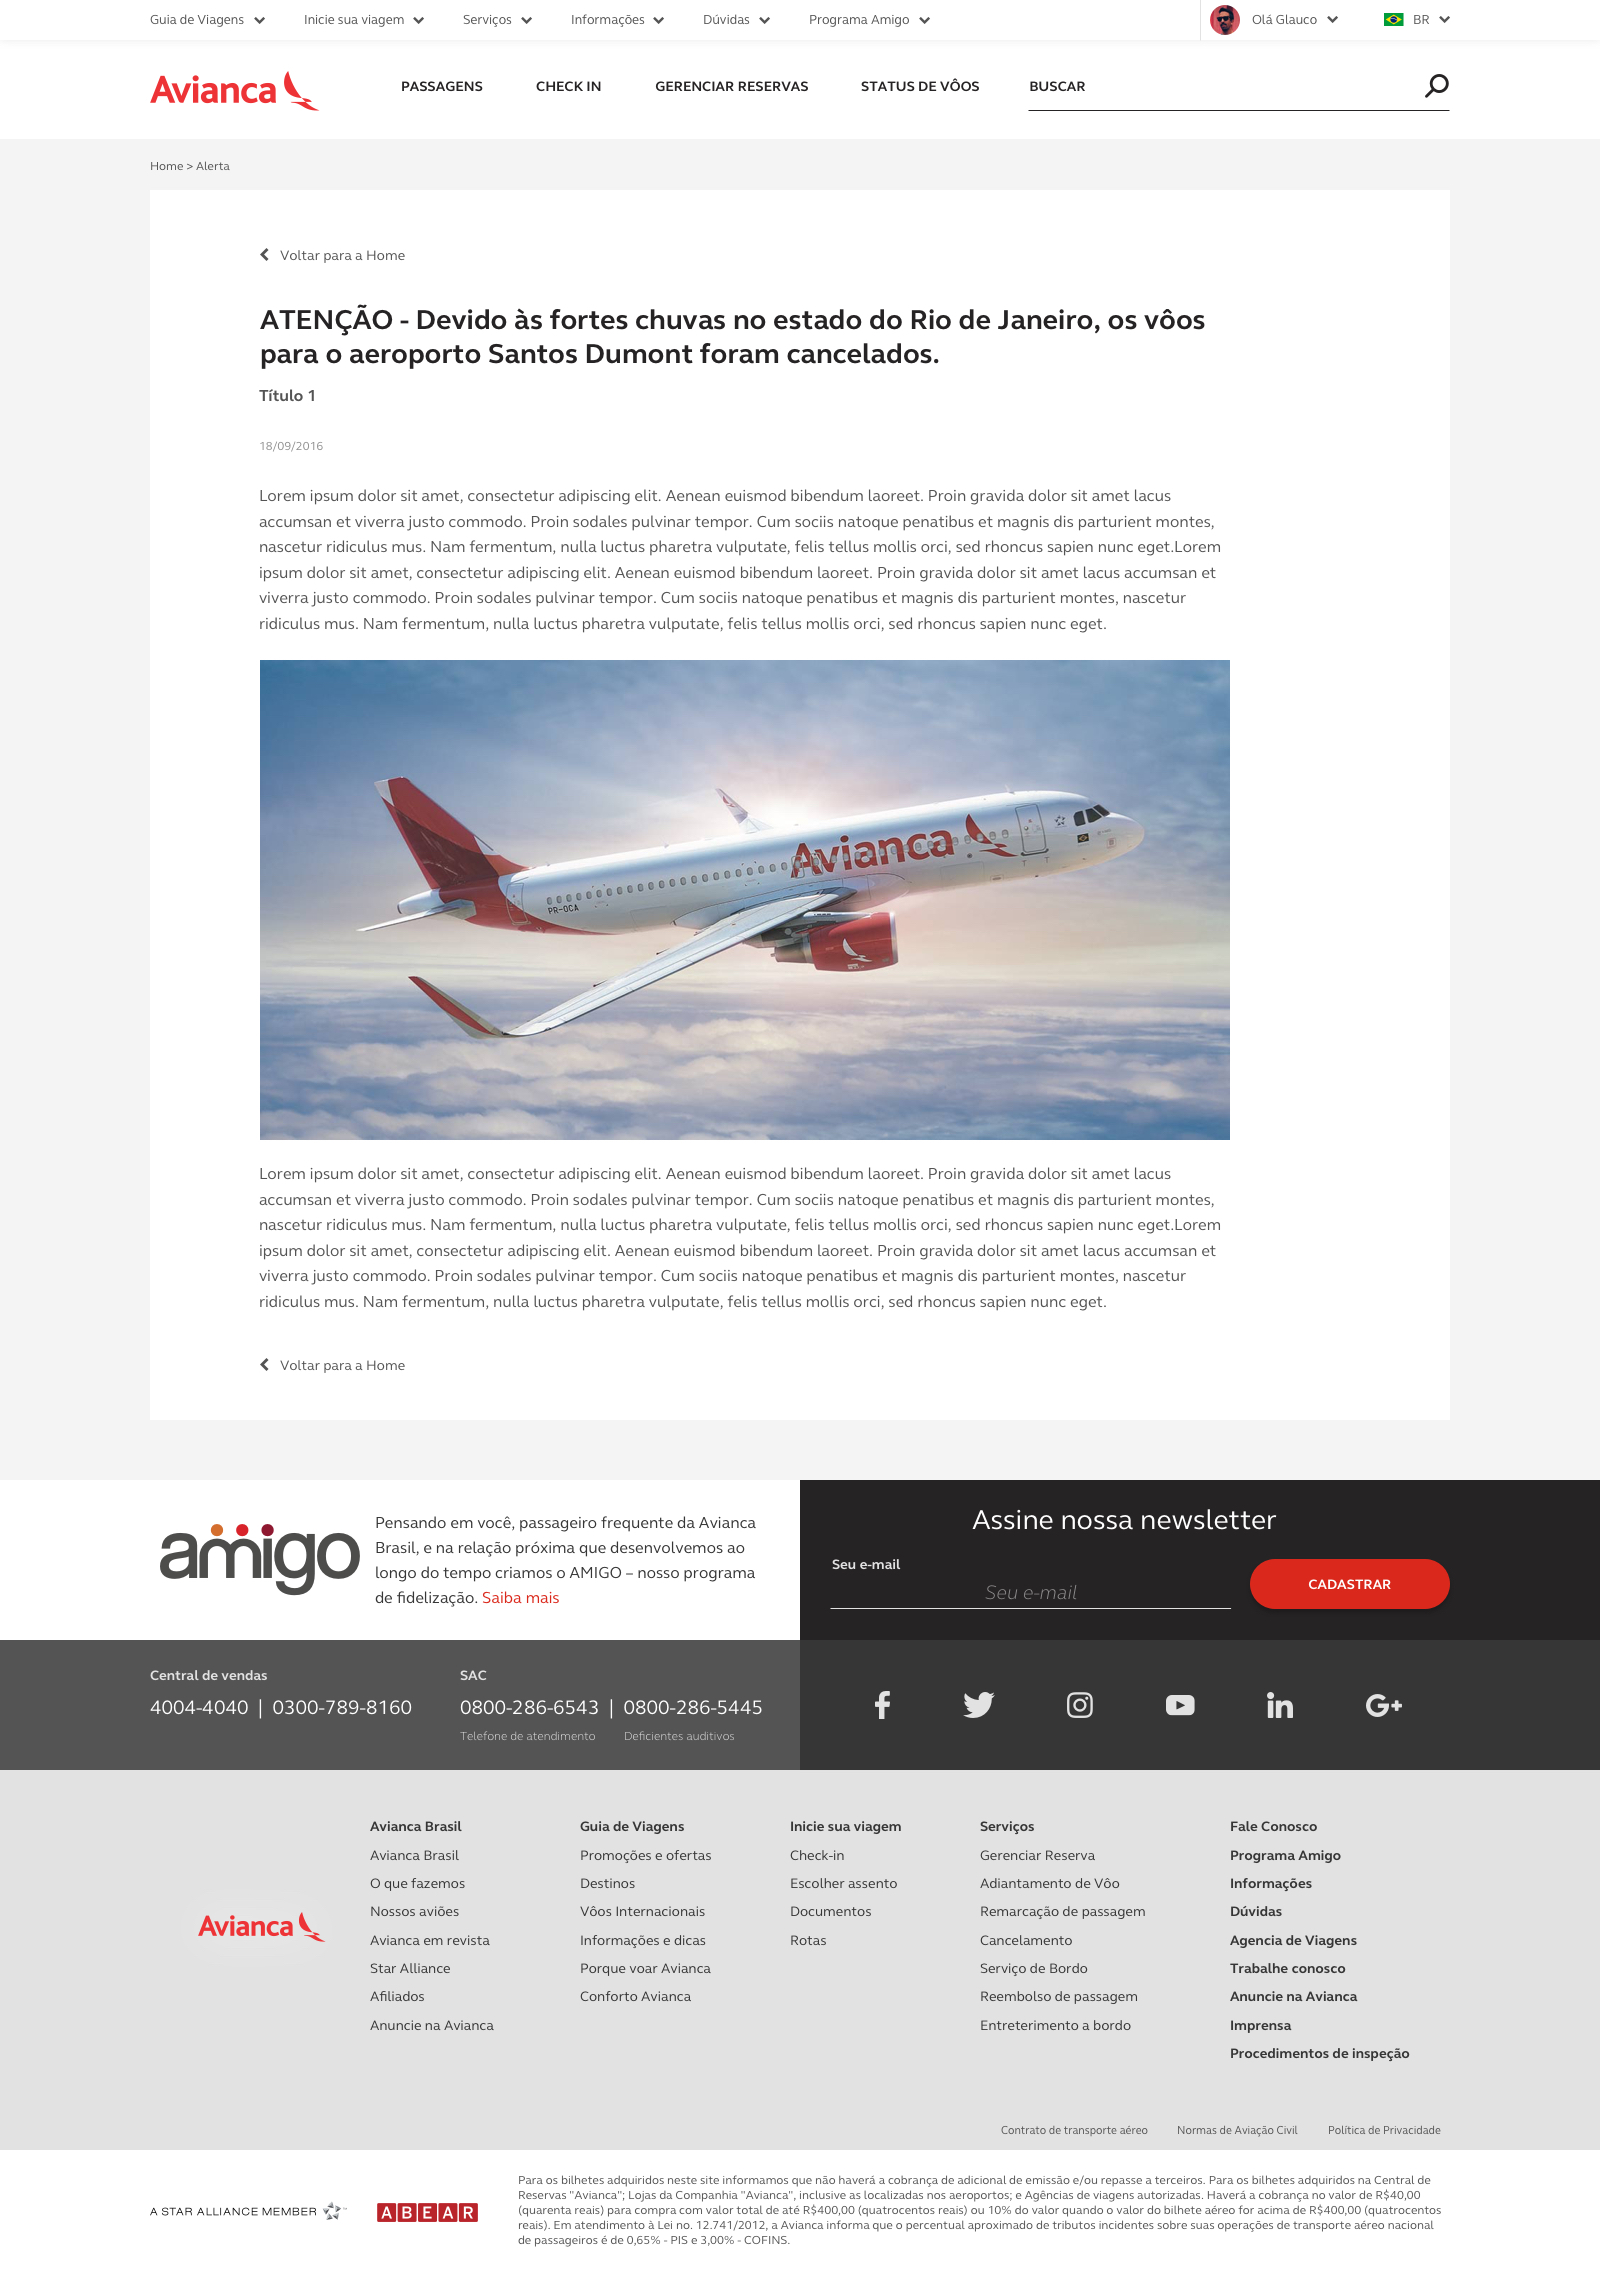 Guia de Viagens
Inicie sua viagem
Serviços
Informações
Dúvidas
Programa Amigo
Olá Glauco
BR
Avianca
PASSAGENS
CHECK IN
GERENCIAR RESERVAS
STATUS DE VÔOS
BUSCAR
Home > Alerta
Voltar para a Home
ATENÇÃO - Devido às fortes chuvas no estado do Rio de Janeiro, os vôos
para o aeroporto Santos Dumont foram cancelados.
Título 1
18/09/2016
Lorem ipsum dolor sit amet, consectetur adipiscing elit. Aenean euismod bibendum laoreet. Proin gravida dolor sit amet lacus
accumsan et viverra justo commodo. Proin sodales pulvinar tempor. Cum sociis natoque penatibus et magnis dis parturient montes,
nascetur ridiculus mus. Nam fermentum, nulla luctus pharetra vulputate, felis tellus mollis orci, sed rhoncus sapien nunc eget.Lorem
ipsum dolor sit amet, consectetur adipiscing elit. Aenean euismod bibendum laoreet. Proin gravida dolor sit amet lacus accumsan et
viverra justo commodo. Proin sodales pulvinar tempor. Cum sociis natoque penatibus et magnis dis parturient montes, nascetur
ridiculus mus. Nam fermentum, nulla luctus pharetra vulputate, felis tellus mollis orci, sed rhoncus sapien nunc eget.
Avianca
PR-OCA
Lorem ipsum dolor sit amet, consectetur adipiscing elit. Aenean euismod bibendum laoreet. Proin gravida dolor sit amet lacus
accumsan et viverra justo commodo. Proin sodales pulvinar tempor. Cum sociis natoque penatibus et magnis dis parturient montes,
nascetur ridiculus mus. Nam fermentum, nulla luctus pharetra vulputate, felis tellus mollis orci, sed rhoncus sapien nunc eget.Lorem
ipsum dolor sit amet, consectetur adipiscing elit. Aenean euismod bibendum laoreet. Proin gravida dolor sit amet lacus accumsan et
viverra justo commodo. Proin sodales pulvinar tempor. Cum sociis natoque penatibus et magnis dis parturient montes, nascetur
ridiculus mus. Nam fermentum, nulla luctus pharetra vulputate, felis tellus mollis orci, sed rhoncus sapien nunc eget.
Voltar para a Home
amigo
Pensando em você, passageiro frequente da Avianca
Brasil, e na relação próxima que desenvolvemos ao
longo do tempo criamos o AMIGO – nosso programa
de fidelização. Saiba mais
Assine nossa newsletter
Seu e-mail
Seu e-mail
CADASTRAR
Central de vendas
4004-4040 | 0300-789-8160
SAC
0800-286-6543 | 0800-286-5445
Telefone de atendimento
Deficientes auditivos
Avianca
Avianca Brasil
Avianca Brasil
O que fazemos
Nossos aviões
Avianca em revista
Star Alliance
Afiliados
Anuncie na Avianca
Guia de Viagens
Promoções e ofertas
Destinos
Vôos Internacionais
Informações e dicas
Porque voar Avianca
Conforto Avianca
Inicie sua viagem
Check-in
Escolher assento
Documentos
Rotas
Serviços
Gerenciar Reserva
Adiantamento de Vôo
Remarcação de passagem
Cancelamento
Serviço de Bordo
Reembolso de passagem
Entreterimento a bordo
Fale Conosco
Programa Amigo
Informações
Dúvidas
Agencia de Viagens
Trabalhe conosco
Anuncie na Avianca
Imprensa
Procedimentos de inspeção
Contrato de transporte aéreo
Normas de Aviação Civil
Política de Privacidade
A STAR ALLIANCE MEMBER
ABEAR
Para os bilhetes adquiridos neste site informamos que não haverá a cobrança de adicional de emissão e/ou repasse a terceiros. Para os bilhetes adquiridos na Central de
Reservas "Avianca"; Lojas da Companhia "Avianca", inclusive as localizadas nos aeroportos; e Agências de viagens autorizadas. Haverá a cobrança no valor de R$40,00
(quarenta reais) para compra com valor total de até R$400,00 (quatrocentos reais) ou 10% do valor quando o valor do bilhete aéreo for acima de R$400,00 (quatrocentos
reais). Em atendimento à Lei no. 12.741/2012, a Avianca informa que o percentual aproximado de tributos incidentes sobre suas operações de transporte aéreo nacional
de passageiros é de 0,65% - PIS e 3,00% - COFINS.